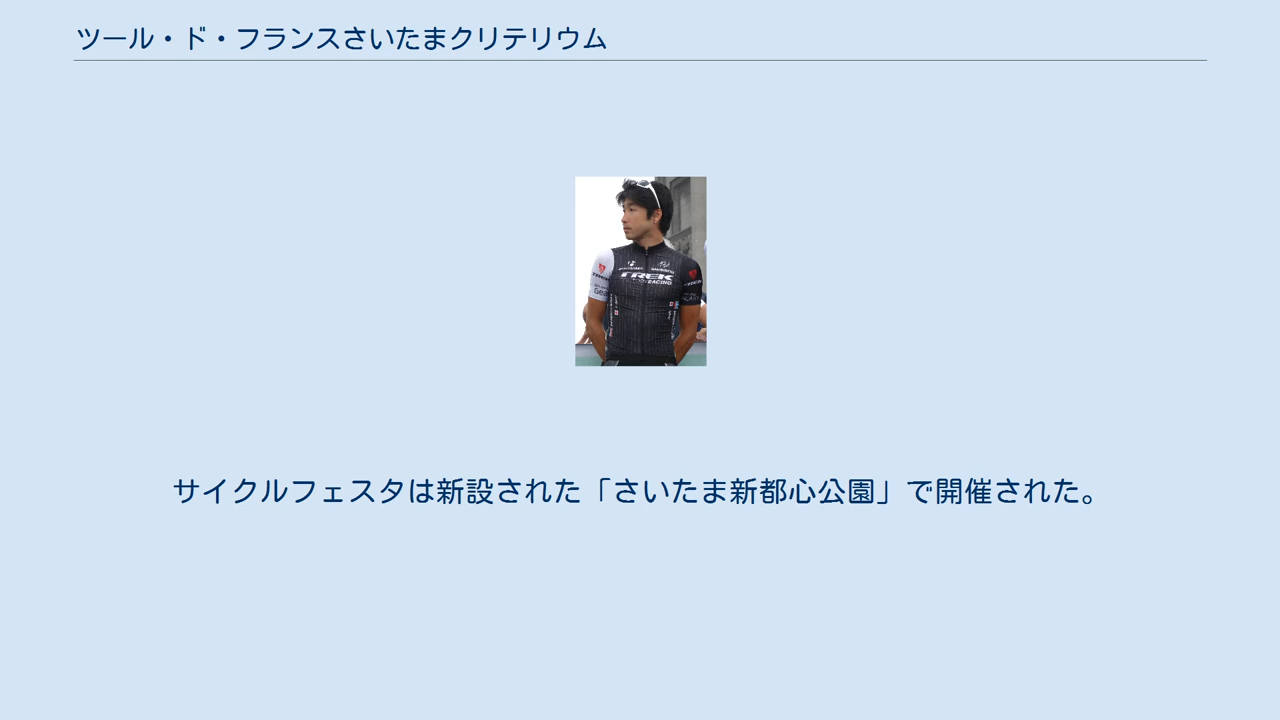 ツール・ド・フランスさいたまクリテリウム
TREK
RACING
サイクルフェスタは新設された「さいたま新都心公園」で開催された。